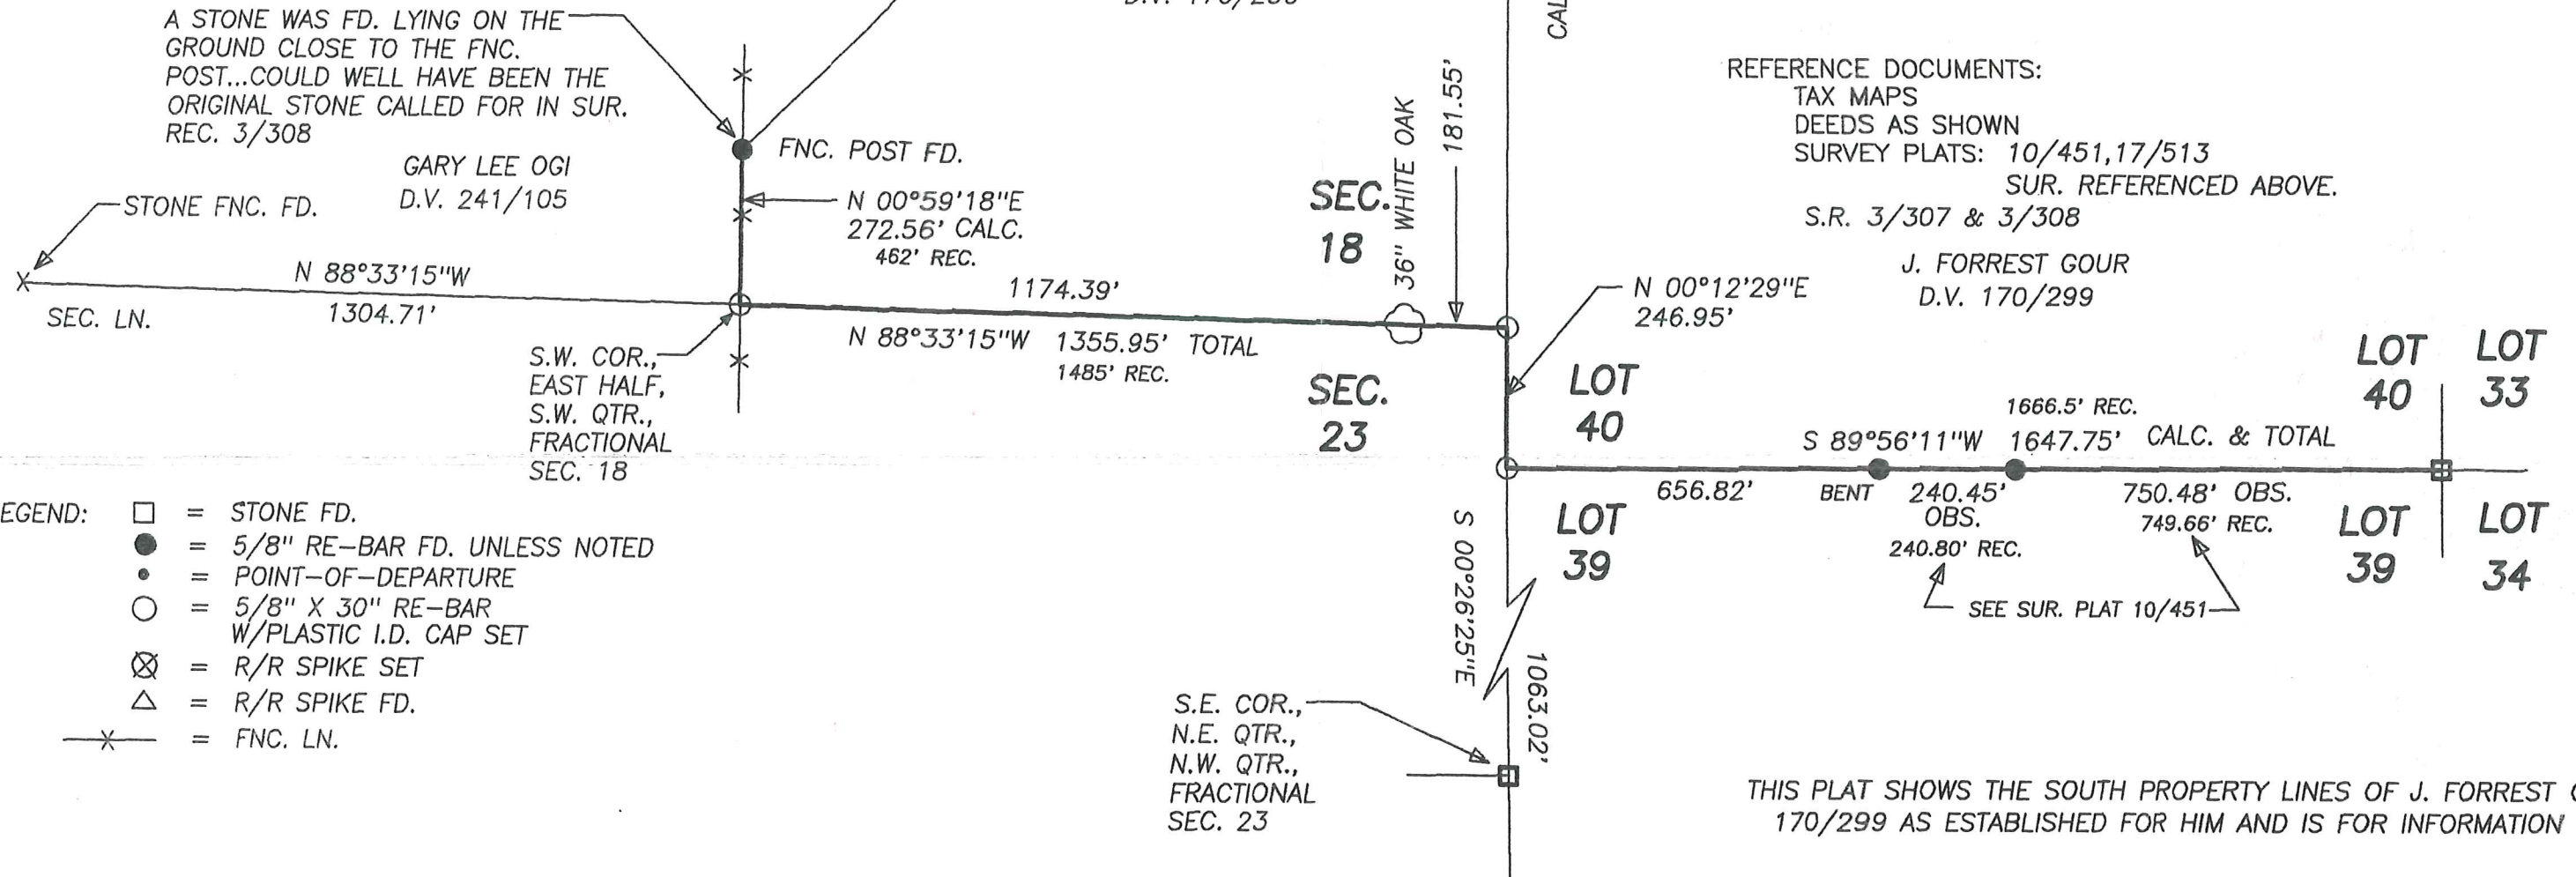 A STONE WAS FD. LYING ON THE
GROUND CLOSE TO THE FNC.
POST...COULD WELL HAVE BEEN THE
ORIGINAL STONE CALLED FOR IN SUR.
REC. 3/308
GARY LEE OGI
D.V. 241/105
STONE FNC. FD.
FNC. POST FD.
N 00°59'18"E
272.56' CALC.
462' REC.
N 88°33'15"W
1304.71'
SEC. LN.
1174.39'
N 88°33'15"W 1355.95' TOTAL
1485' REC.
S.W. COR.,
EAST HALF,
S.W. QTR.,
FRACTIONAL
SEC. 18
SEC.
18
36" WHITE OAK
181.55'
CAL
SEC.
23
REFERENCE DOCUMENTS:
TAX MAPS
DEEDS AS SHOWN
SURVEY PLATS: 10/451,17/513
SUR. REFERENCED ABOVE.
S.R. 3/307 & 3/308
J. FORREST GOUR
D.V. 170/299
N 00°12'29"E
246.95'
LOT
40
LOT
40
LOT
33
1666.5' REC.
S 89°56'11"W 1647.75' CALC. & TOTAL
656.82'
BENT
240.45'
OBS.
240.80' REC.
750.48' OBS.
749.66' REC.
LOT
39
LOT
39
LOT
34
SEE SUR. PLAT 10/451
S 00°26'25"E
1063.02'
S.E. COR.,
N.E. QTR.,
N.W. QTR.,
FRACTIONAL
SEC. 23
EGEND:
= STONE FD.
= 5/8" RE-BAR FD. UNLESS NOTED
= POINT-OF-DEPARTURE
= 5/8" X 30" RE-BAR
W/PLASTIC I.D. CAP SET
= R/R SPIKE SET
= R/R SPIKE FD.
= FNC. LN.
THIS PLAT SHOWS THE SOUTH PROPERTY LINES OF J. FORREST
170/299 AS ESTABLISHED FOR HIM AND IS FOR INFORMATION